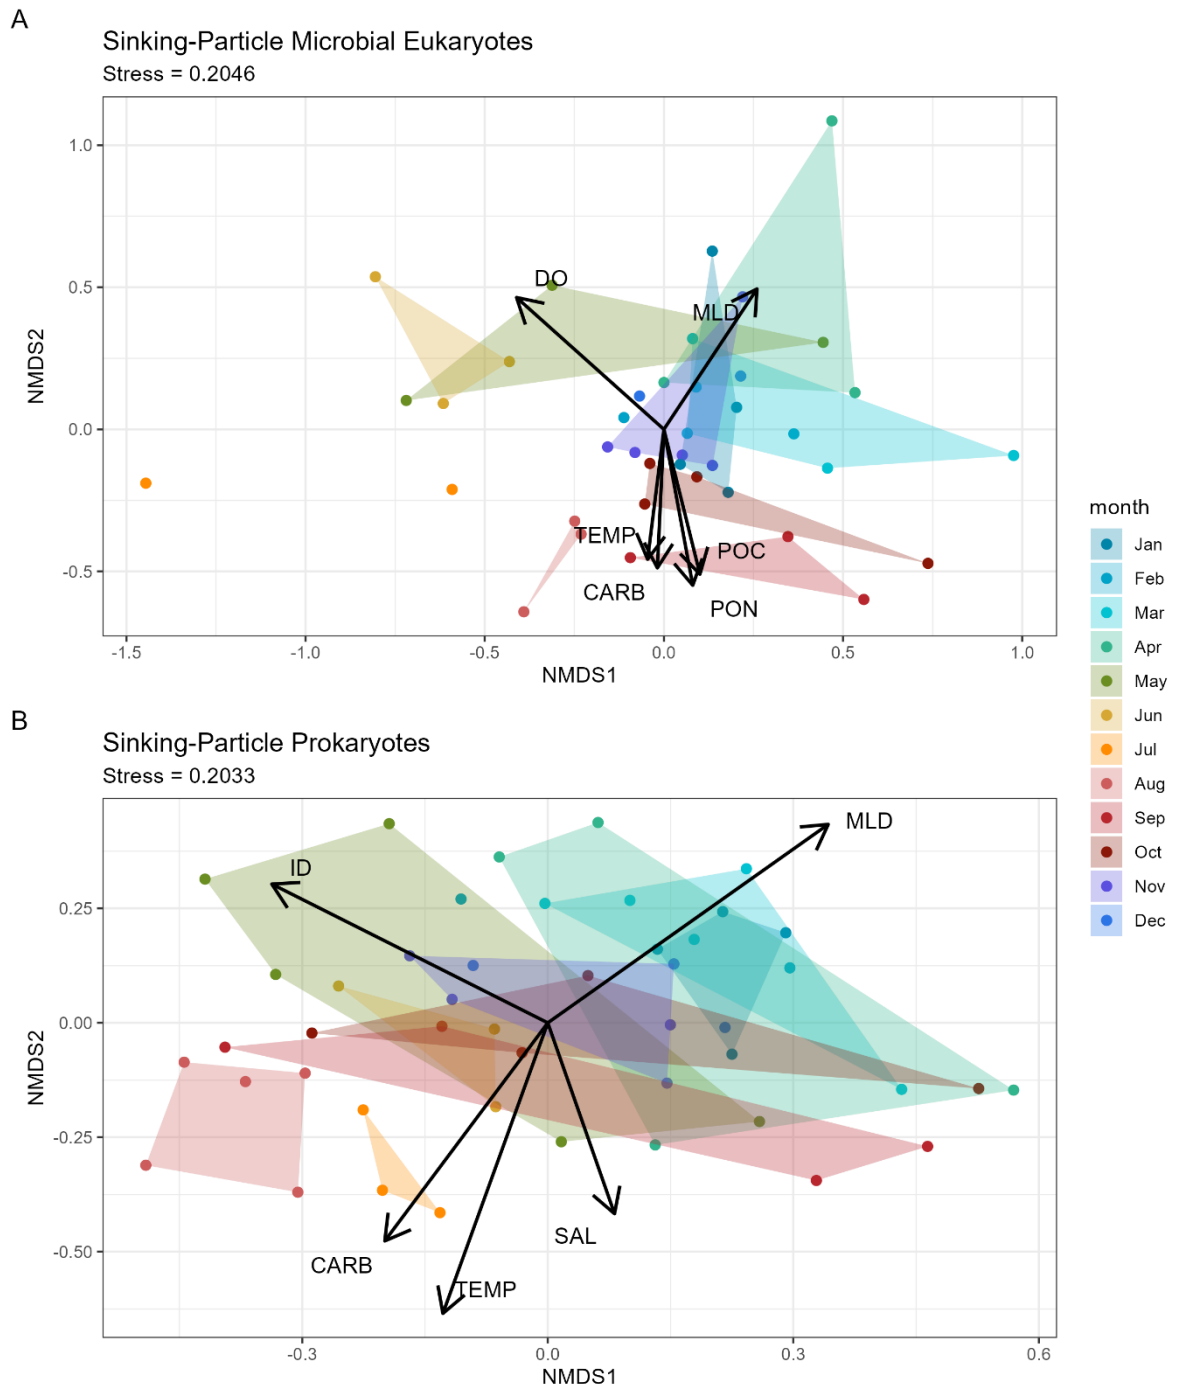 A
Sinking-Particle Microbial Eukaryotes
Stress = 0.2046
1.0
0.5
0.0
-0.5
NMDS2
DO
MLD
TEMP
POC
CARB
PON
-1.5
-1.0
-0.5
0.0
0.5
1.0
NMDS1
month
Jan
Feb
Mar
Apr
May
Jun
Jul
Aug
Sep
Oct
Nov
Dec
B
Sinking-Particle Prokaryotes
Stress = 0.2033
0.25
0.00
-0.25
-0.50
NMDS2
MLD
ID
SAL
CARB
TEMP
-0.3
0.0
0.3
0.6
NMDS1